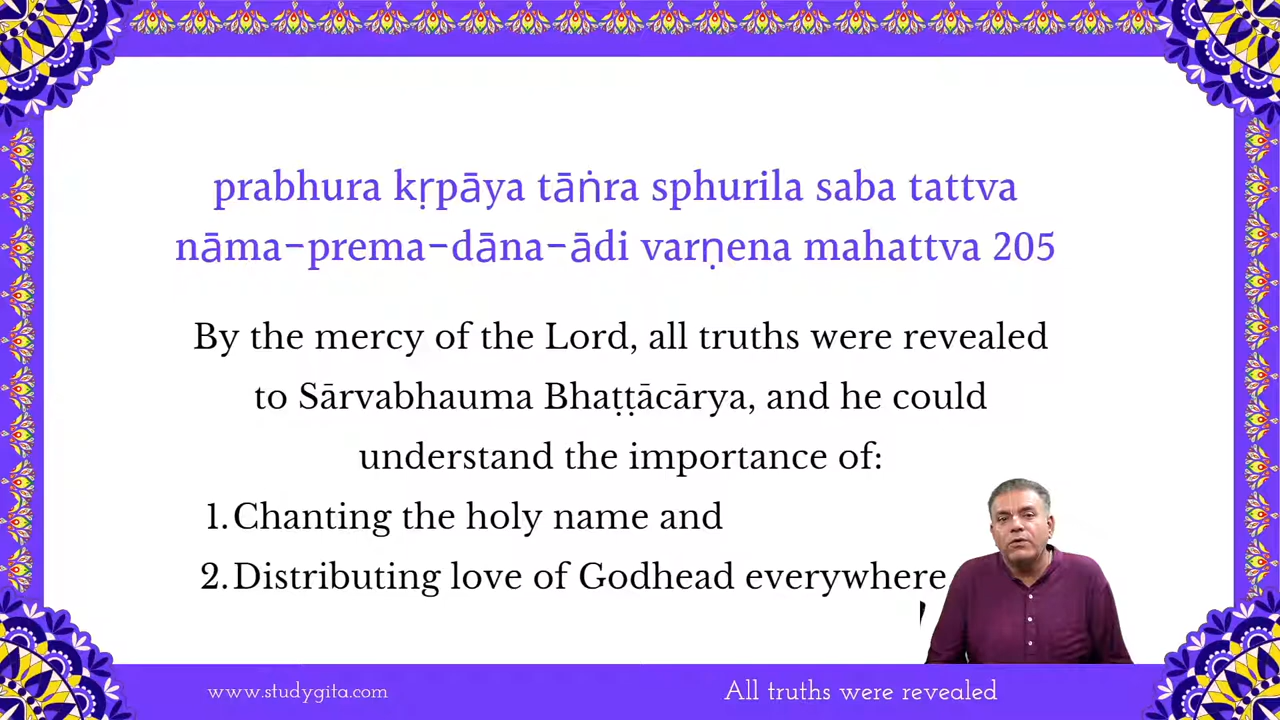 prabhura kṛpāya tāṅra sphurila saba tattva
nāma-prema-dāna-ādi varṇena mahattva 205
By the mercy of the Lord, all truths were revealed
to Sārvabhauma Bhaṭṭācārya, and he could
understand the importance of:
1. Chanting the holy name and
2. Distributing love of Godhead everywhere
www.studygita.com
All truths were revealed